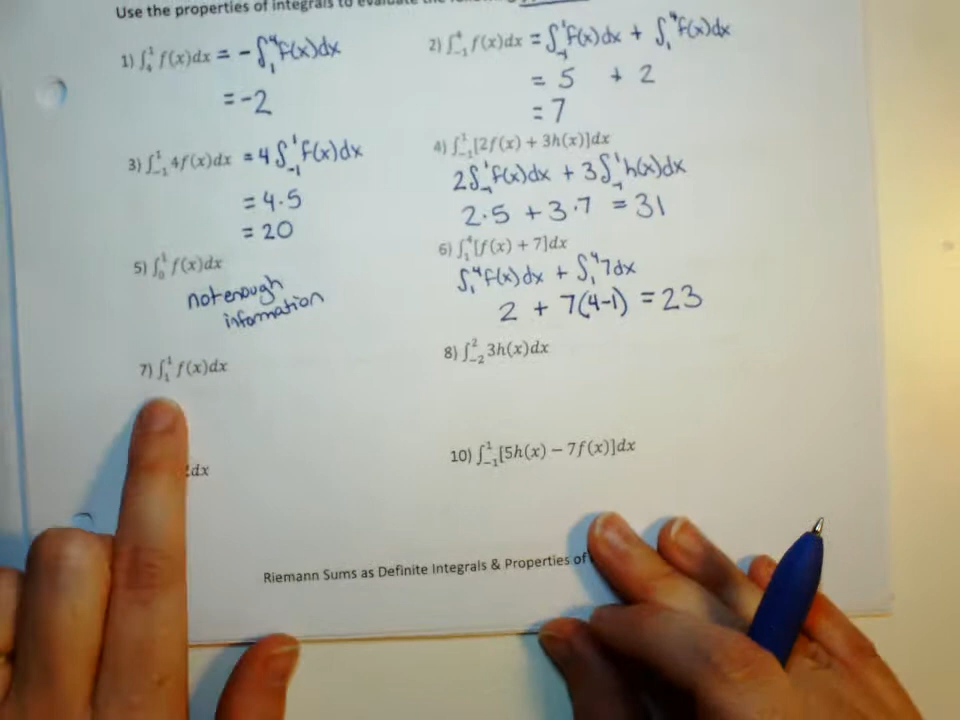 Use the properties of integrals to evaluate the
1) ∫₄¹ f(x)dx = -∫₁⁴ f(x)dx
= -2
2) ∫₋₁⁴ f(x)dx = ∫₋₁¹ f(x)dx + ∫₁⁴ f(x)dx
= 5 + 2
= 7
3) ∫₋₁¹ 4f(x)dx = 4 ∫₋₁¹ f(x)dx
= 4·5
= 20
4) ∫₋₁¹ [2f(x) + 3h(x)]dx
2∫₋₁¹ f(x)dx + 3∫₋₁¹ h(x)dx
2·5 + 3·7 = 31
5) ∫₀¹ f(x)dx
not enough
information
6) ∫₁⁴ [f(x) + 7]dx
∫₁⁴ f(x)dx + ∫₁⁴ 7dx
2 + 7(4-1) = 23
7) ∫₁¹ f(x)dx
8) ∫₋₂² 3h(x)dx
dx
10) ∫₋₁¹ [5h(x) − 7f(x)]dx
Riemann Sums as Definite Integrals & Properties of